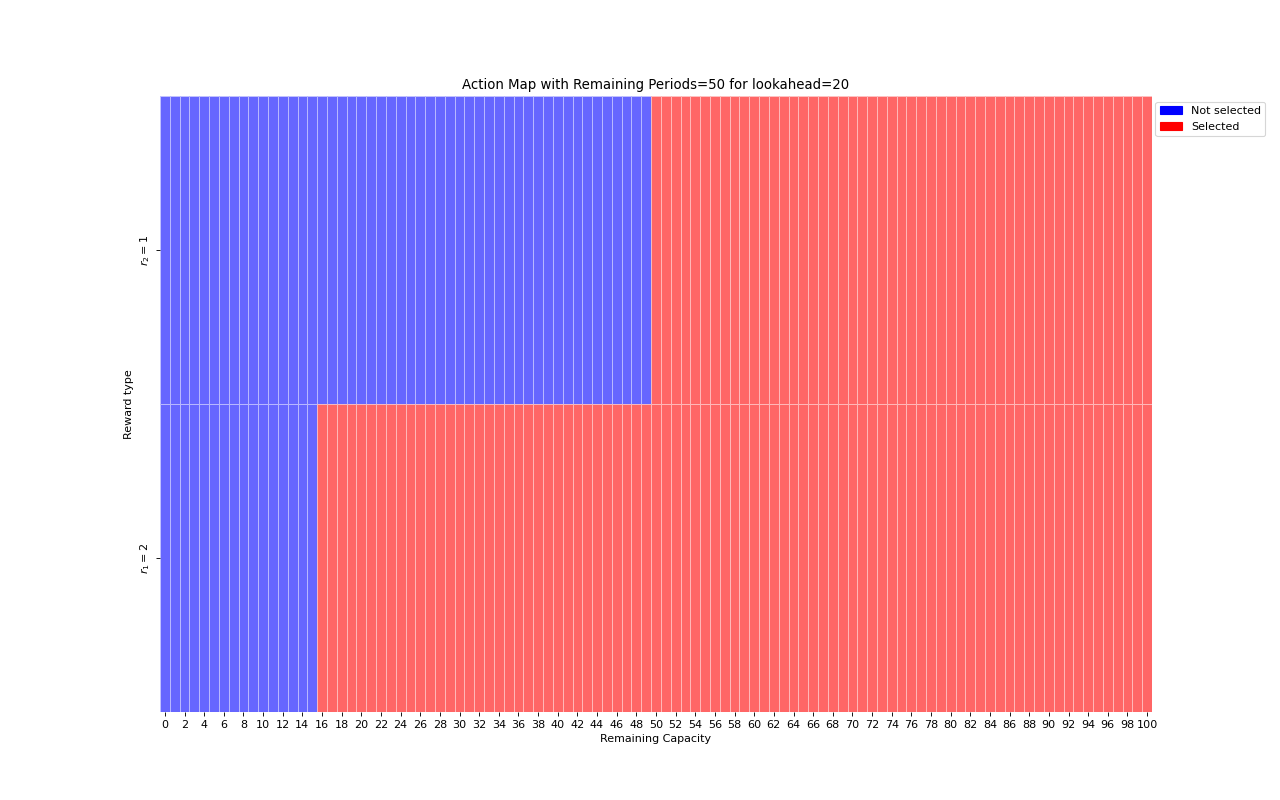 Action Map with Remaining Periods=50 for lookahead=20
Not selected
Selected
r₂ = 1
Reward type
r₁ = 2
0 2 4 6 8 10 12 14 16 18 20 22 24 26 28 30 32 34 36 38 40 42 44 46 48 50 52 54 56 58 60 62 64 66 68 70 72 74 76 78 80 82 84 86 88 90 92 94 96 98 100
Remaining Capacity